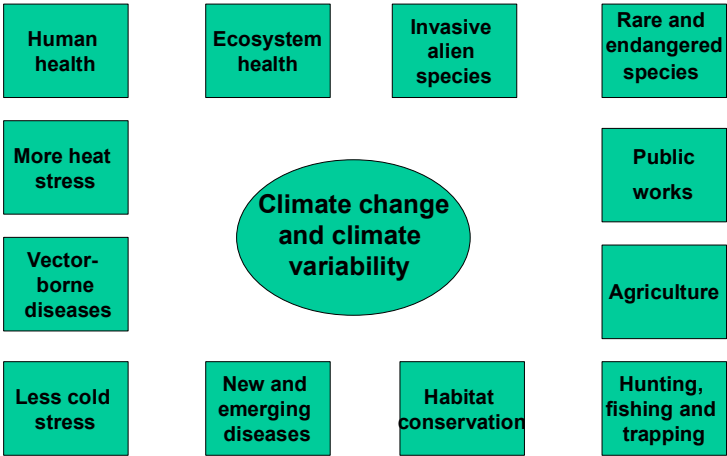 Human
health
Ecosystem
health
Invasive
alien
species
Rare and
endangered
species
More heat
stress
Climate change
and climate
variability
Public
works
Vector-
borne
diseases
Agriculture
Less cold
stress
New and
emerging
diseases
Habitat
conservation
Hunting,
fishing and
trapping